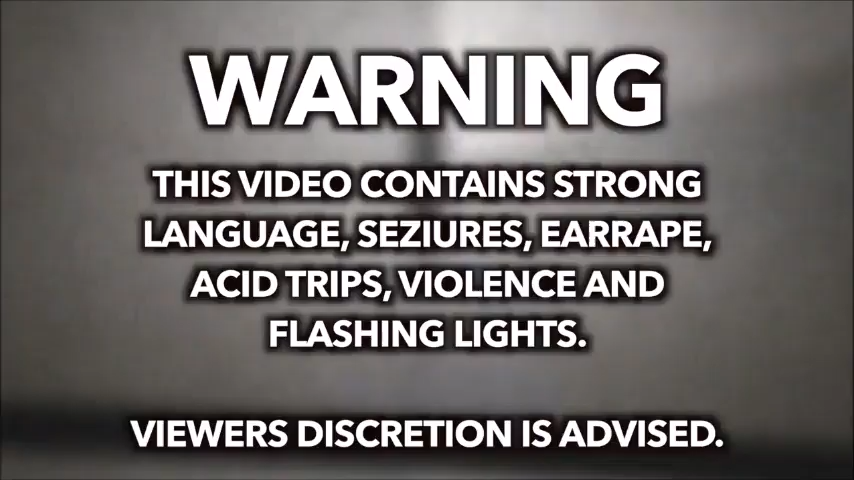 WARNING
THIS VIDEO CONTAINS STRONG
LANGUAGE, SEZIURES, EARRAPE,
ACID TRIPS, VIOLENCE AND
FLASHING LIGHTS.
VIEWERS DISCRETION IS ADVISED.